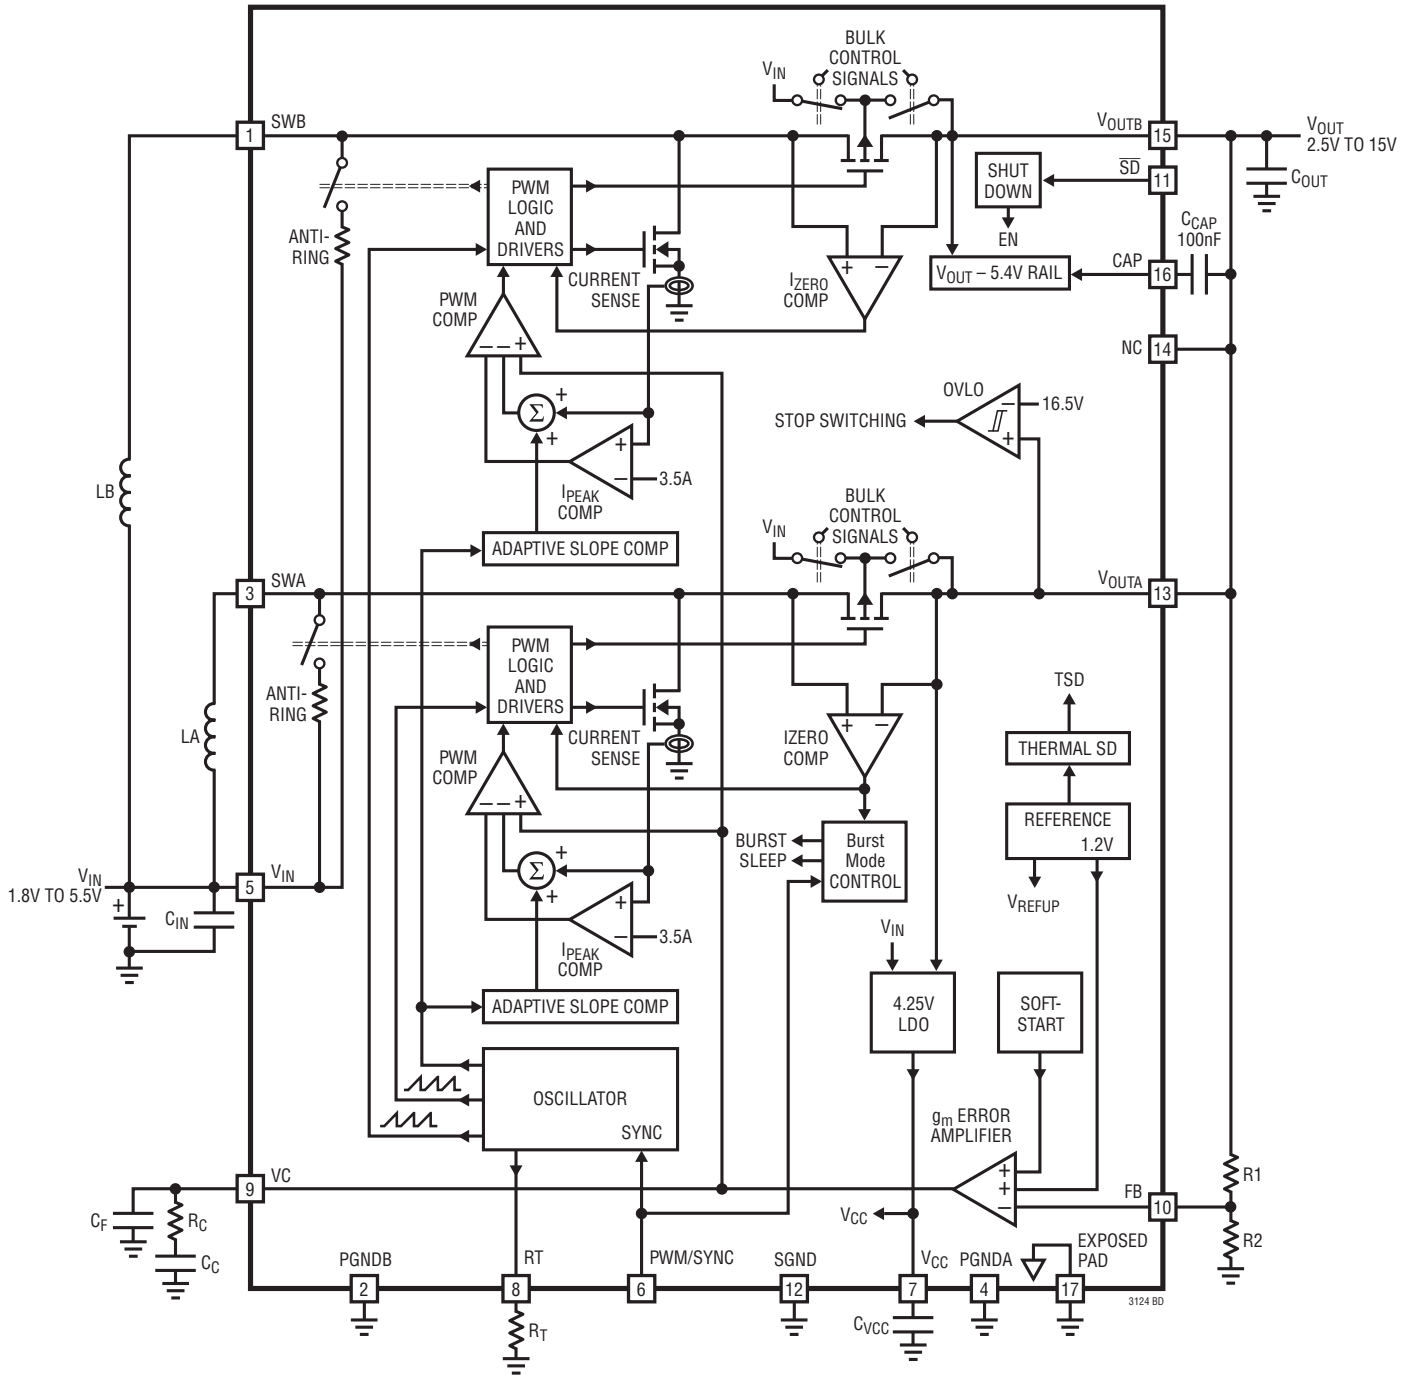 BULK
CONTROL
SIGNALS
VIN
1
SWB
VOUTB
15
VOUT
2.5V TO 15V
SHUT
DOWN
SD
11
COUT
EN
PWM
LOGIC
AND
DRIVERS
ANTI-
RING
CURRENT
SENSE
IZERO
COMP
+
–
VOUT – 5.4V RAIL
CAP
16
CCAP
100nF
PWM
COMP
– – +
NC
14
OVLO
–
+
16.5V
STOP SWITCHING
Σ
+
+
+
–
3.5A
IPEAK
COMP
LB
BULK
CONTROL
SIGNALS
VIN
ADAPTIVE SLOPE COMP
3
SWA
VOUTA
13
PWM
LOGIC
AND
DRIVERS
ANTI-
RING
LA
CURRENT
SENSE
IZERO
COMP
+
–
TSD
THERMAL SD
PWM
COMP
– – +
REFERENCE
1.2V
BURST
SLEEP
Burst
Mode
CONTROL
Σ
+
+
VREFUP
VIN
1.8V TO 5.5V
5
VIN
+
CIN
+
–
3.5A
IPEAK
COMP
VIN
4.25V
LDO
SOFT-
START
ADAPTIVE SLOPE COMP
OSCILLATOR
SYNC
gm ERROR
AMPLIFIER
+
+
–
9
VC
CF
RC
CC
FB
10
R1
R2
VCC
PGNDB
2
RT
8
RT
PWM/SYNC
6
SGND
12
VCC
7
CVCC
PGNDA
4
EXPOSED
PAD
17
3124 BD